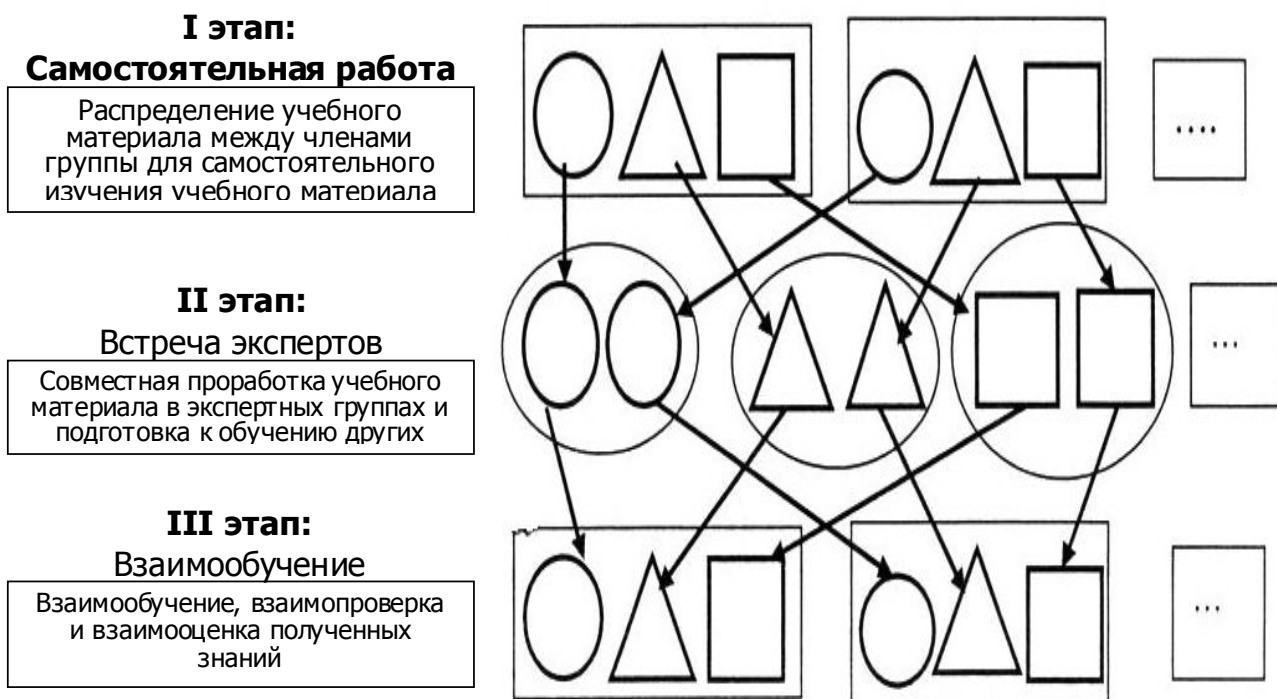 I этап:
Самостоятельная работа
Распределение учебного
материала между членами
группы для самостоятельного
изучения учебного материала
....
II этап:
Встреча экспертов
Совместная проработка учебного
материала в экспертных группах и
подготовка к обучению других
...
III этап:
Взаимообучение
Взаимообучение, взаимопроверка
и взаимооценка полученных
знаний
...